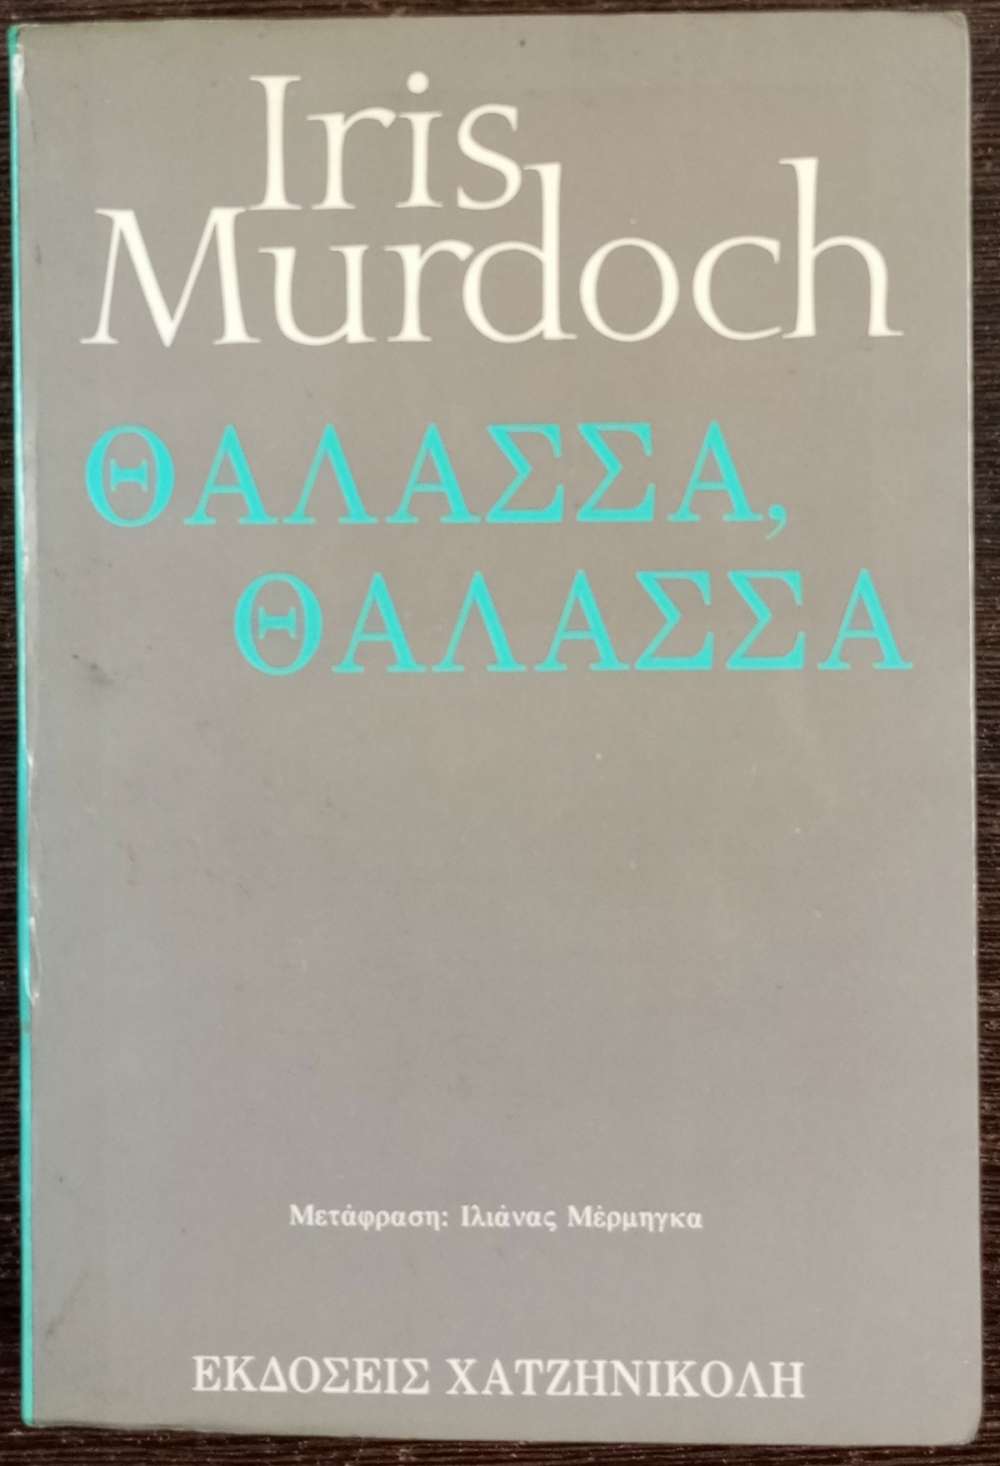 Iris
Murdoch
ΘΑΛΑΣΣΑ,
ΘΑΛΑΣΣΑ
Μετάφραση: Ιλιάνας Μέρμηγκα
ΕΚΔΟΣΕΙΣ ΧΑΤΖΗΝΙΚΟΛΗ